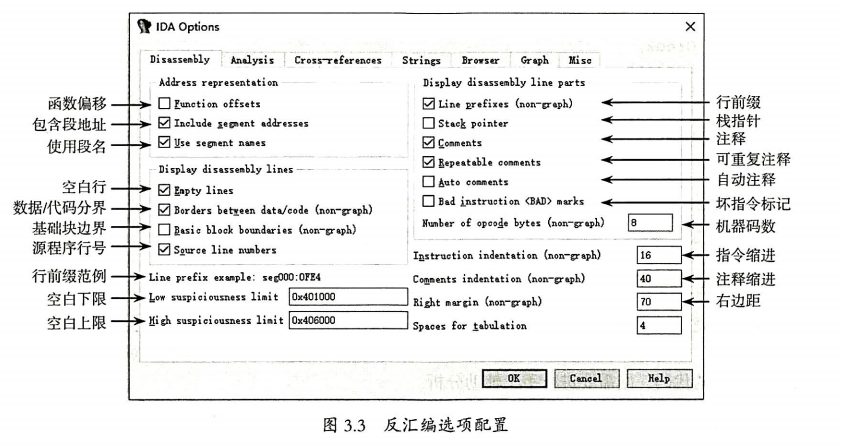 IDA Options
Disassembly Analysis Cross-references Strings Browser Graph Misc
Address representation
函数偏移
Function offsets
包含段地址
Include segment addresses
使用段名
Use segment names
Display disassembly lines
空白行
Empty lines
数据/代码分界
Borders between data/code (non-graph)
基础块边界
Basic block boundaries (non-graph)
源程序行号
Source line numbers
行前缀范例
Line prefix example: seg000:0FE4
空白下限
Low suspiciousness limit 0x401000
空白上限
High suspiciousness limit 0x406000
Display disassembly line parts
Line prefixes (non-graph)
行前缀
Stack pointer
栈指针
Comments
注释
Repeatable comments
可重复注释
Auto comments
自动注释
Bad instruction <BAD> marks
坏指令标记
Number of opcode bytes (non-graph) 8
机器码数
Instruction indentation (non-graph) 16
指令缩进
Comments indentation (non-graph) 40
注释缩进
Right margin (non-graph) 70
右边距
Spaces for tabulation 4
OK Cancel Help
图 3.3 反汇编选项配置